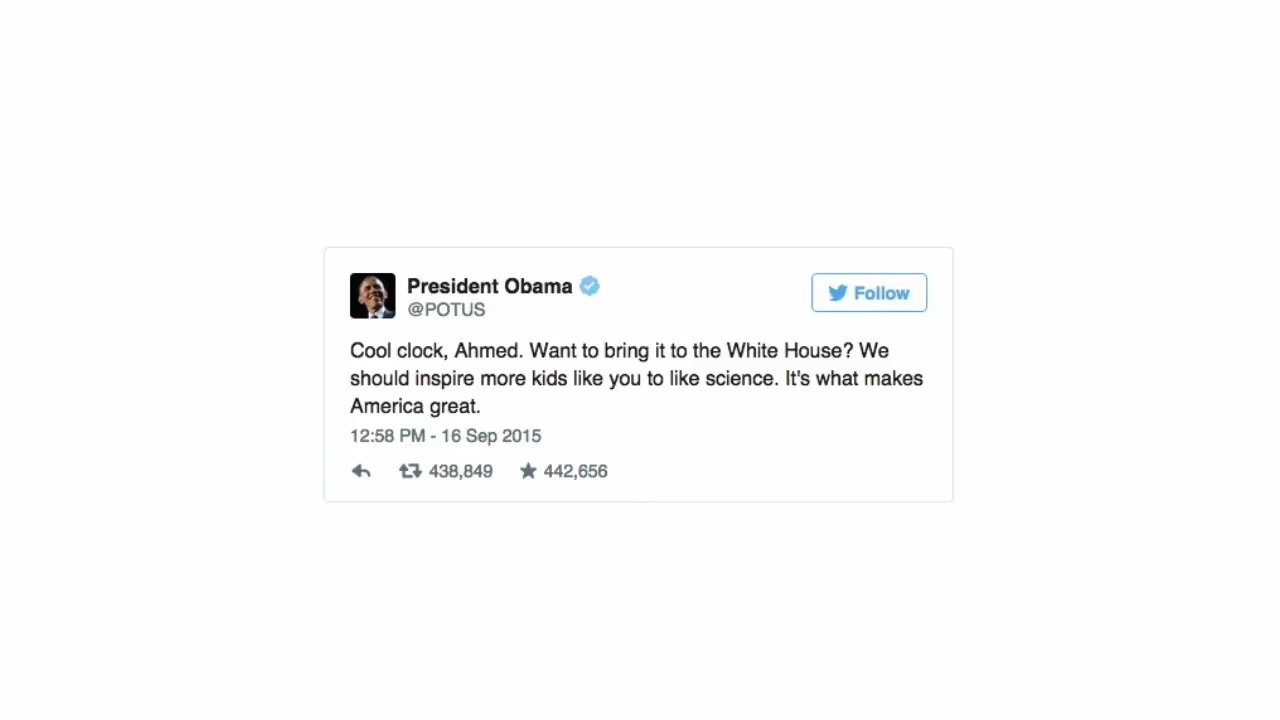 President Obama
@POTUS
Follow
Cool clock, Ahmed. Want to bring it to the White House? We
should inspire more kids like you to like science. It's what makes
America great.
12:58 PM - 16 Sep 2015
438,849 442,656